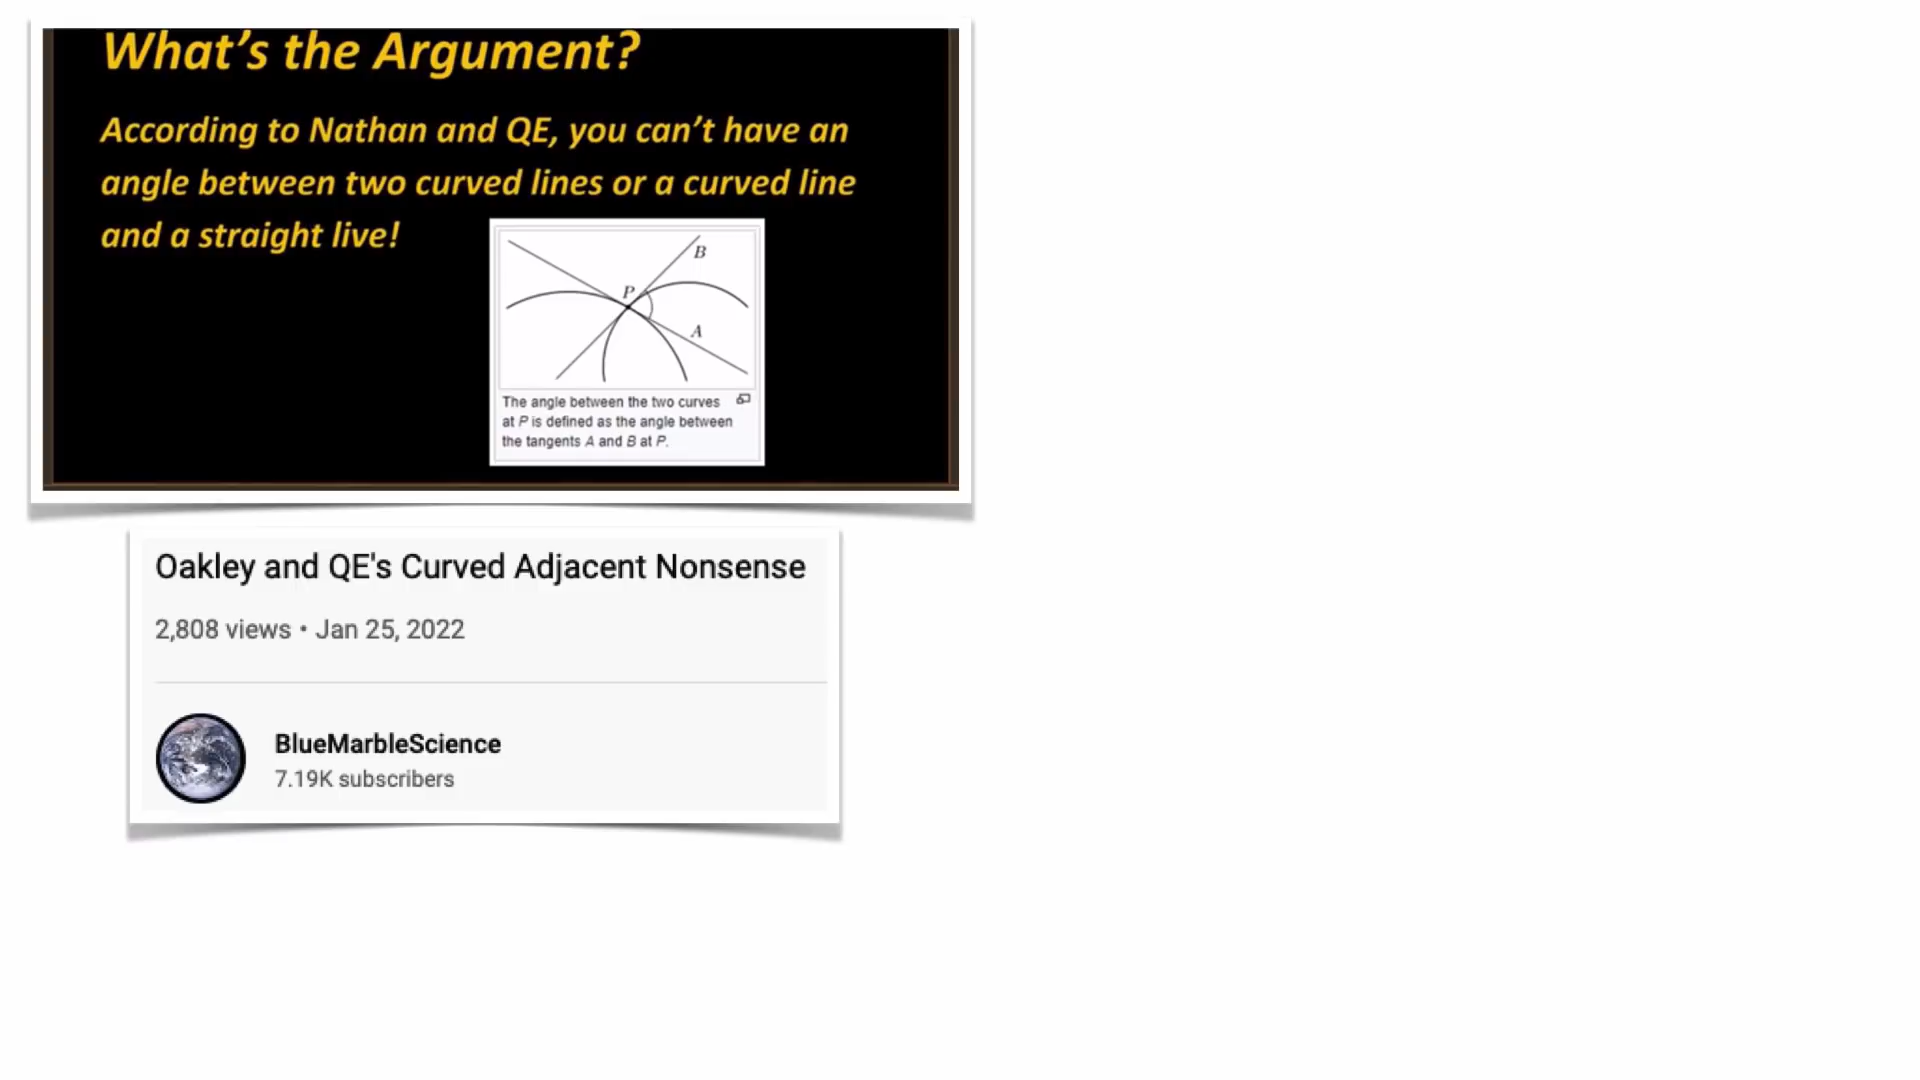 What's the Argument?
According to Nathan and QE, you can't have an
angle between two curved lines or a curved line
and a straight live!
B
P
A
The angle between the two curves
at P is defined as the angle between
the tangents A and B at P.
Oakley and QE's Curved Adjacent Nonsense
2,808 views • Jan 25, 2022
BlueMarbleScience
7.19K subscribers